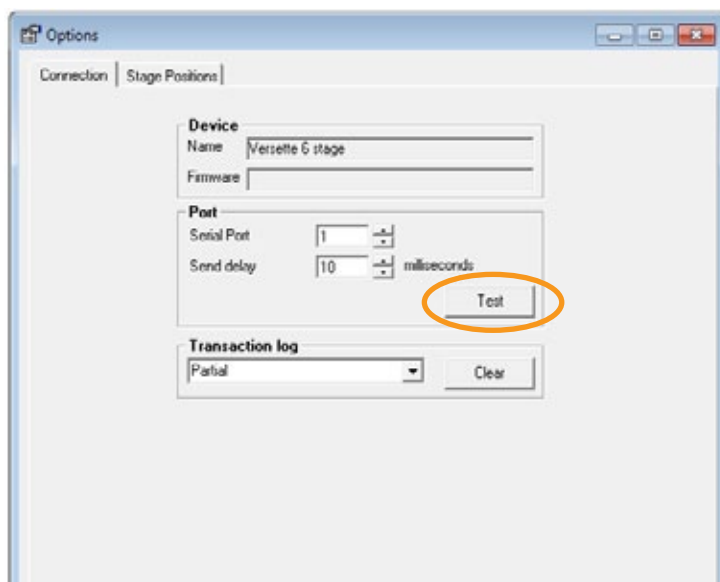 Options
Connection Stage Positions
Device
Name Versette 6 stage
Firmware
Port
Serial Port 1
Send delay 10 milliseconds
Test
Transaction log
Partial Clear